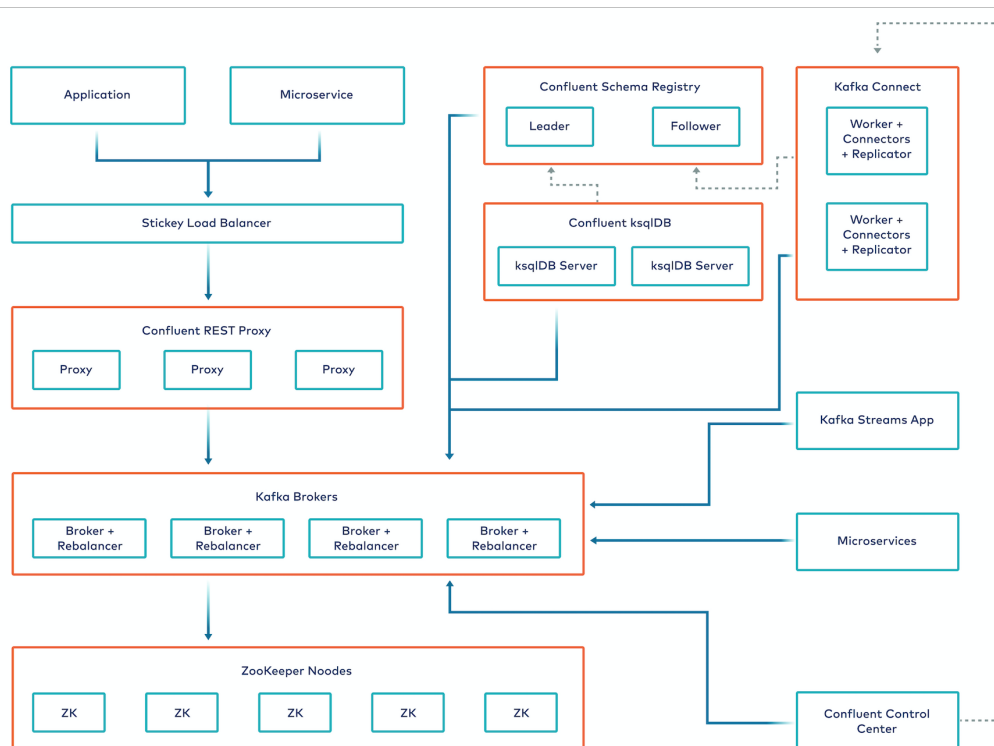 Application
Microservice
Stickey Load Balancer
Confluent REST Proxy
Proxy
Proxy
Proxy
Confluent Schema Registry
Leader
Follower
Confluent ksqlDB
ksqlDB Server
ksqlDB Server
Kafka Connect
Worker +
Connectors
+ Replicator
Worker +
Connectors
+ Replicator
Kafka Streams App
Microservices
Kafka Brokers
Broker +
Rebalancer
Broker +
Rebalancer
Broker +
Rebalancer
Broker +
Rebalancer
ZooKeeper Noodes
ZK
ZK
ZK
ZK
ZK
Confluent Control
Center